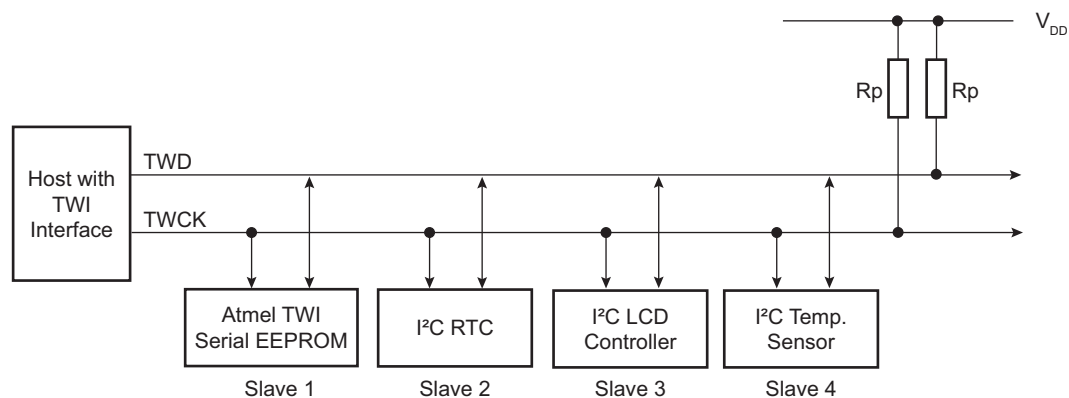 V_DD
Rp
Rp
Host with
TWI
Interface
TWD
TWCK
Atmel TWI
Serial EEPROM
I²C RTC
I²C LCD
Controller
I²C Temp.
Sensor
Slave 1
Slave 2
Slave 3
Slave 4